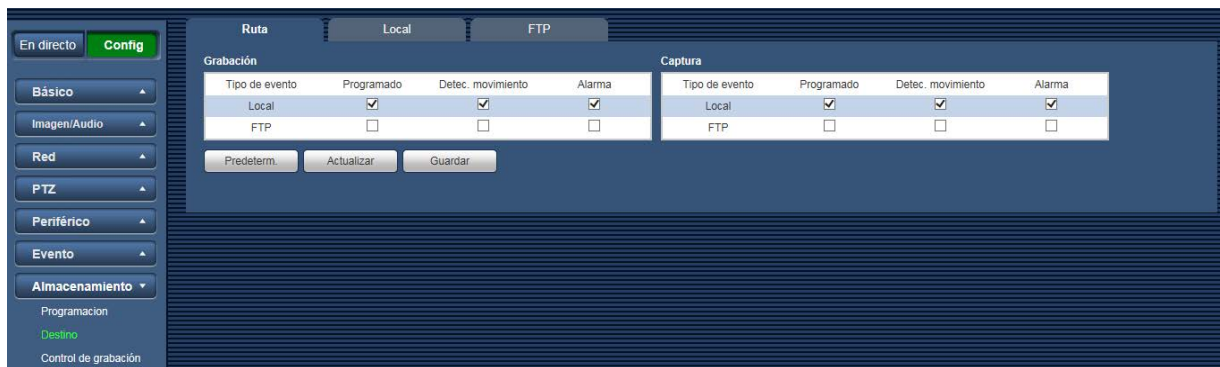 Ruta Local FTP
En directo Config
Grabación Captura
Tipo de evento Programado Detec. movimiento Alarma Tipo de evento Programado Detec. movimiento Alarma
Local Local
FTP FTP
Predeterm. Actualizar Guardar
Básico
Imagen/Audio
Red
PTZ
Periférico
Evento
Almacenamiento
Programacion
Destino
Control de grabación